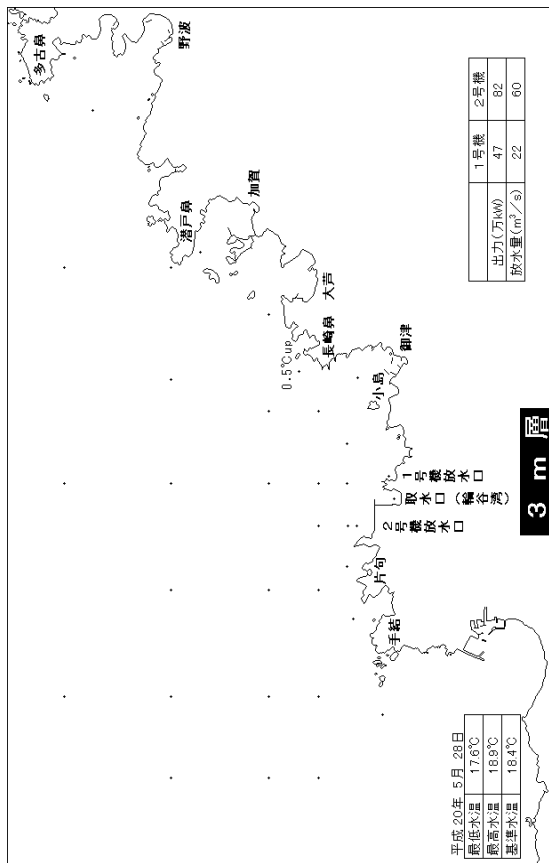 平成20年 5月 28日
最低水温 17.6℃
最高水温 18.9℃
基準水温 18.4℃
3 m 層
1号機 2号機
出力(万kW) 47 82
放水量(m³/s) 22 60
手結
片句
2号機放水口
取水口(輪谷湾)
1号機放水口
小島
御津
長崎鼻
0.5℃up
大芦
加賀
潜戸鼻
野波
多古鼻